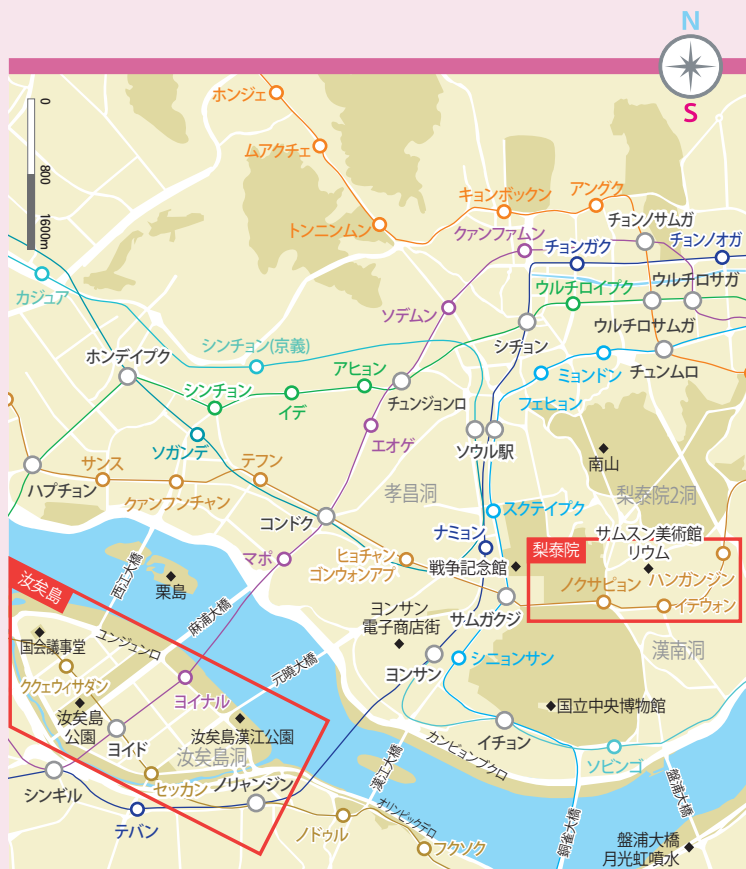 N
S
0
800
1600m
ホンジェ
ムアクチェ
トンニンムン
キョンボックン
アングク
チョンノサムガ
クァンファムン
チョンガク
チョンノオガ
カジュア
ソデムン
ウルチロイプク
ウルチロサガ
シンチョン(京義)
シチョン
ウルチロサムガ
ホンデイプク
アヒョン
ミョンドン
チュンムロ
シンチョン
イデ
チュンジョンロ
フェヒョン
ソガンデ
エオゲ
ソウル駅
南山
サンス
テフン
ハプチョン
クァンフンチャン
孝昌洞
梨泰院2洞
コンドク
スクテイプク
ナミョン
サムスン美術館
リウム
梨泰院
マポ
ヒョチャン
ゴンウォンアプ
戦争記念館
ノクサピョン
ハンガンジン
イテウォン
西江大橋
栗島
汝矣島
麻浦大橋
ヨンサン
電子商店街
サムガクジ
漢南洞
国会議事堂
ユンジュンロ
元曉大橋
ヨンサン
シニョンサン
ククェウィサダン
ヨイナル
汝矣島
公園
国立中央博物館
ヨイド
汝矣島漢江公園
汝矣島洞
カンビョンブクロ
イチョン
ソビンゴ
シンギル
セッカン
ノリャンジン
漢江大橋
盤浦大橋
テバン
ノドゥル
オリンピックデロ
フクソク
銅雀大橋
盤浦大橋
月光虹噴水